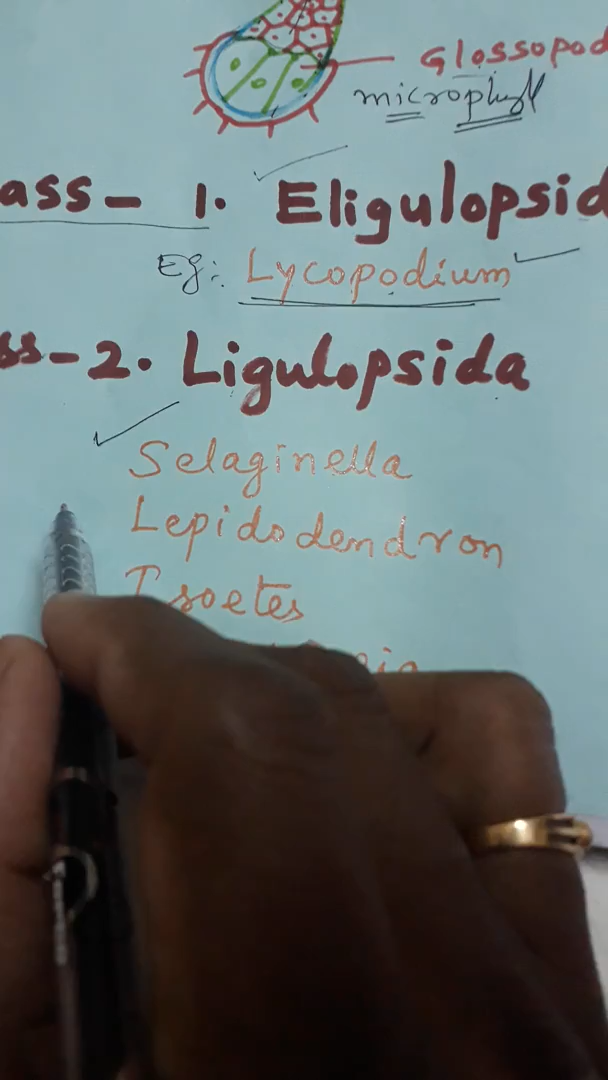 Glossopod
microphyll
ass- 1. Eligulopsid
Eg:- Lycopodium
ss-2. Ligulopsida
Selaginella
Lepidodendron
Isoetes